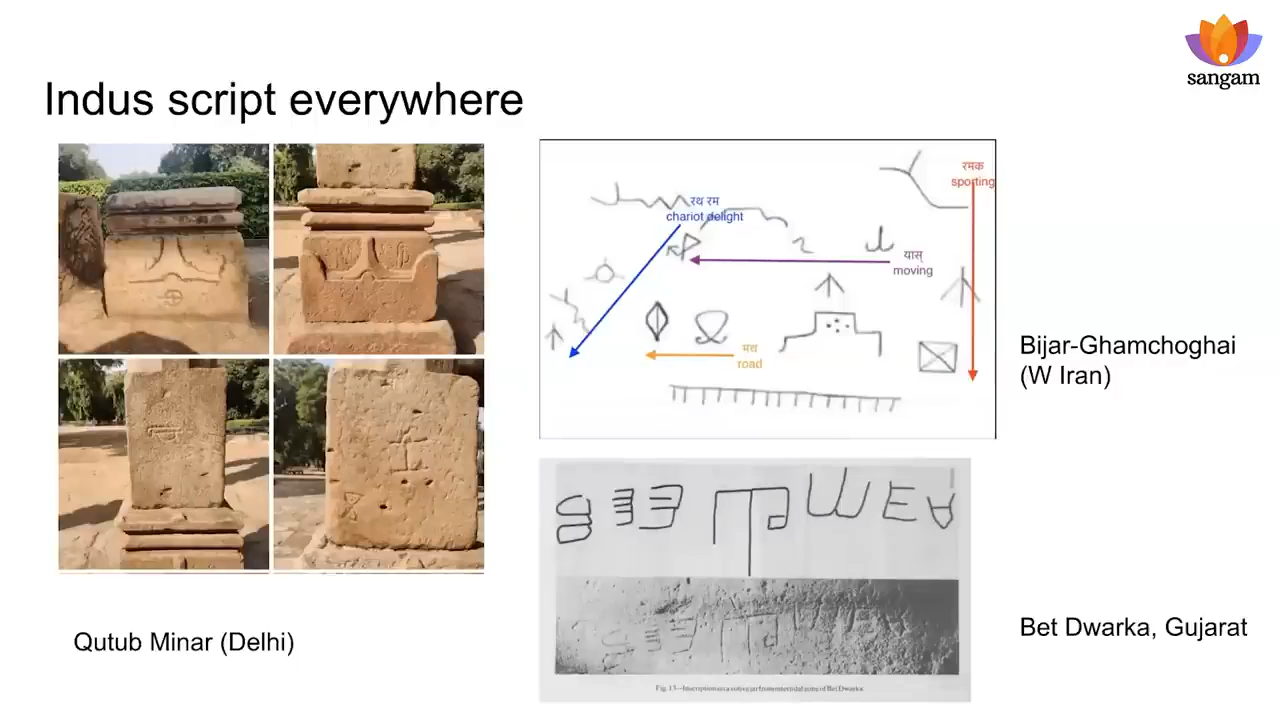 sangam
Indus script everywhere
रमक
sporting
रथ रम
chariot delight
यास्
moving
मथ
road
Bijar-Ghamchoghai
(W Iran)
Bet Dwarka, Gujarat
Qutub Minar (Delhi)